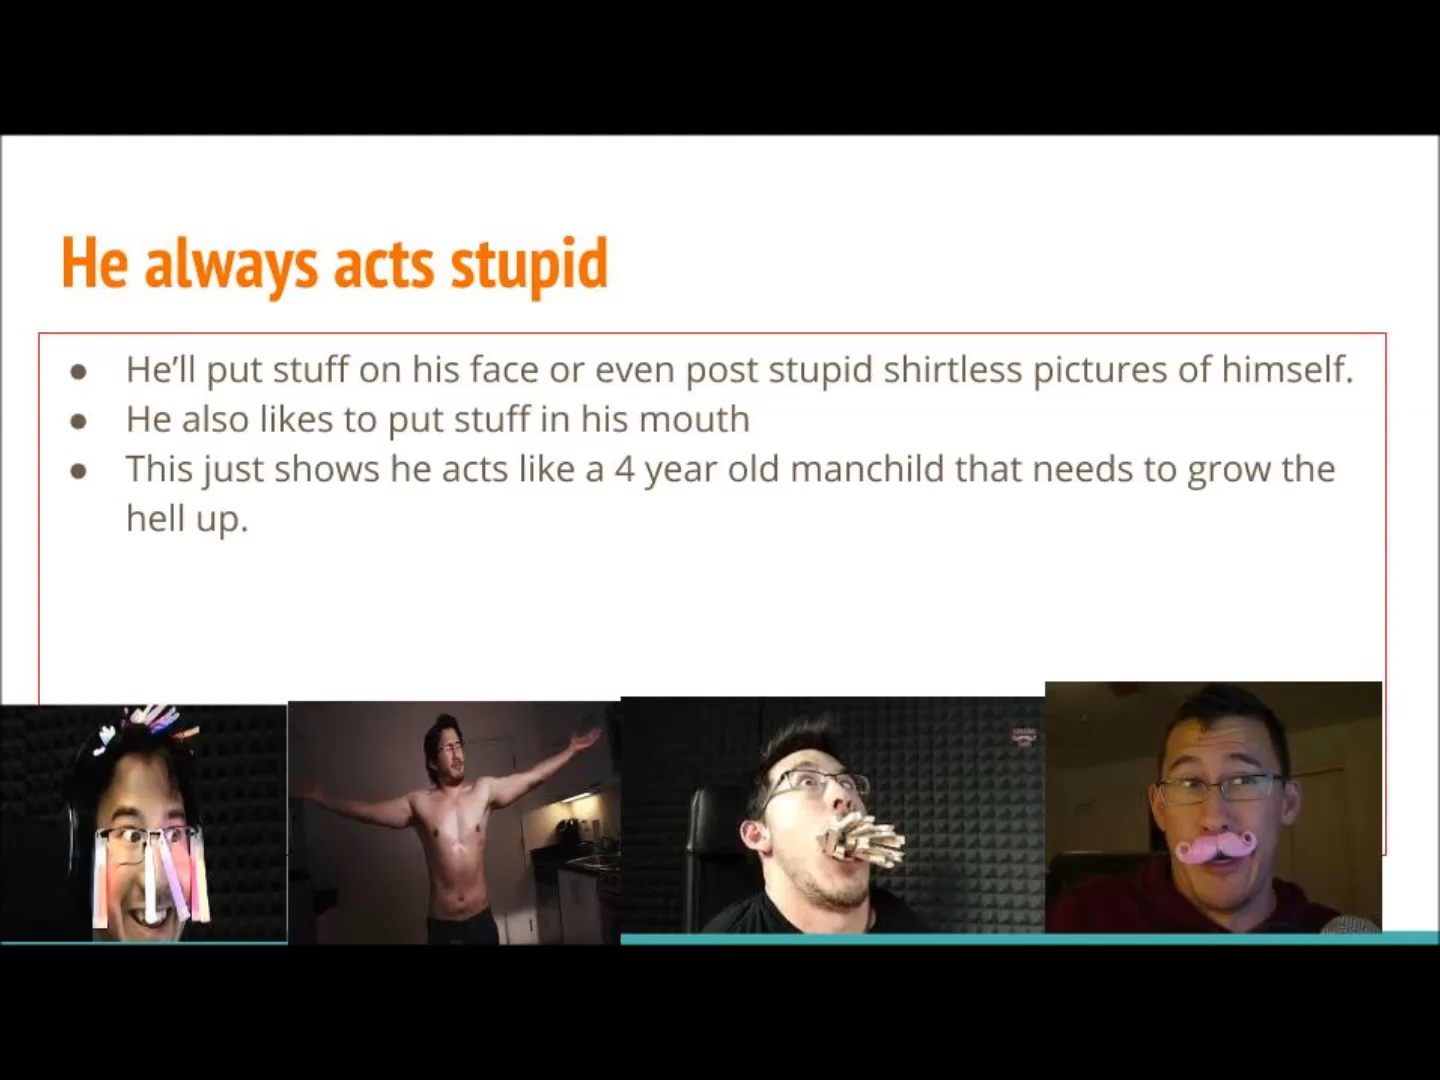 He always acts stupid
● He’ll put stuff on his face or even post stupid shirtless pictures of himself.
● He also likes to put stuff in his mouth
● This just shows he acts like a 4 year old manchild that needs to grow the
hell up.